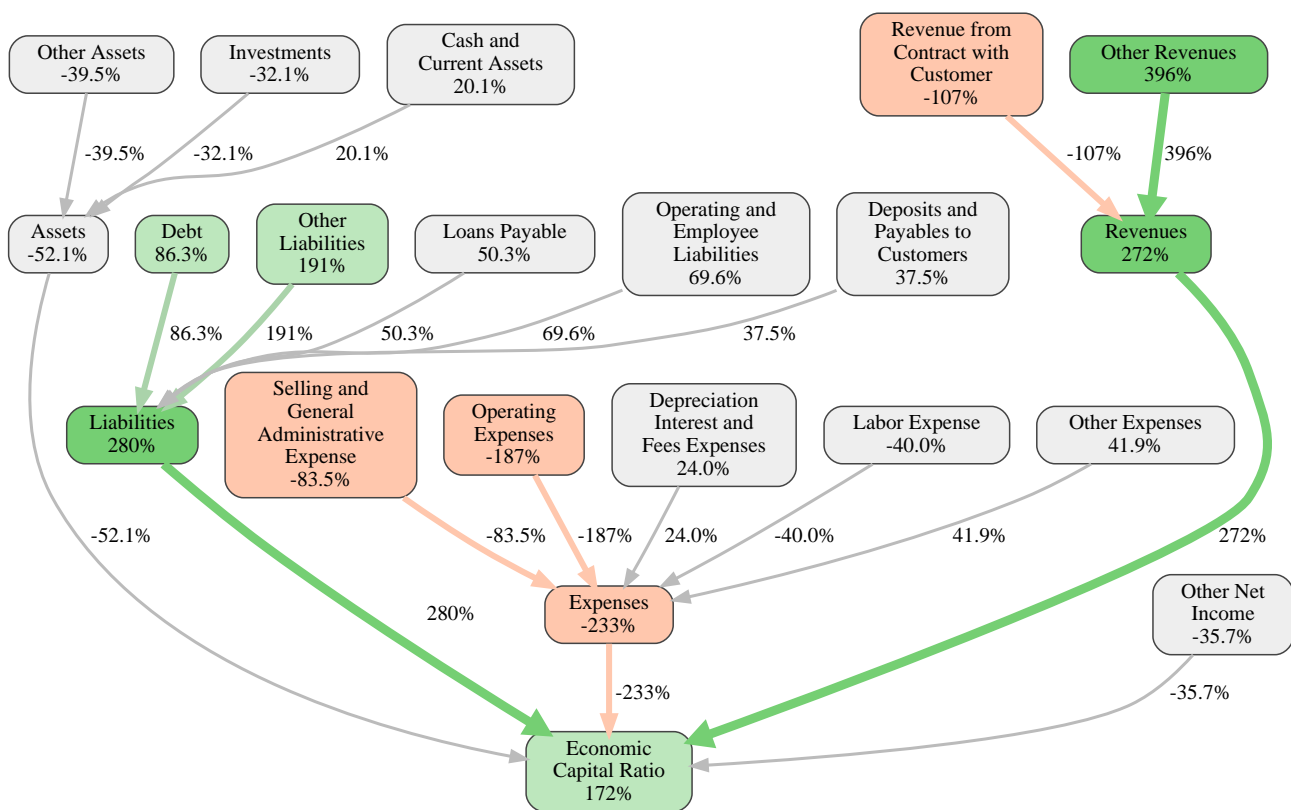 Other Assets
-39.5%
Investments
-32.1%
Cash and
Current Assets
20.1%
Revenue from
Contract with
Customer
-107%
Other Revenues
396%
-39.5%
-32.1%
20.1%
-107%
396%
Assets
-52.1%
Debt
86.3%
Other
Liabilities
191%
Loans Payable
50.3%
Operating and
Employee
Liabilities
69.6%
Deposits and
Payables to
Customers
37.5%
Revenues
272%
86.3%
191%
50.3%
69.6%
37.5%
Liabilities
280%
Selling and
General
Administrative
Expense
-83.5%
Operating
Expenses
-187%
Depreciation
Interest and
Fees Expenses
24.0%
Labor Expense
-40.0%
Other Expenses
41.9%
-52.1%
-83.5%
-187%
24.0%
-40.0%
41.9%
272%
280%
Expenses
-233%
Other Net
Income
-35.7%
-233%
-35.7%
Economic
Capital Ratio
172%